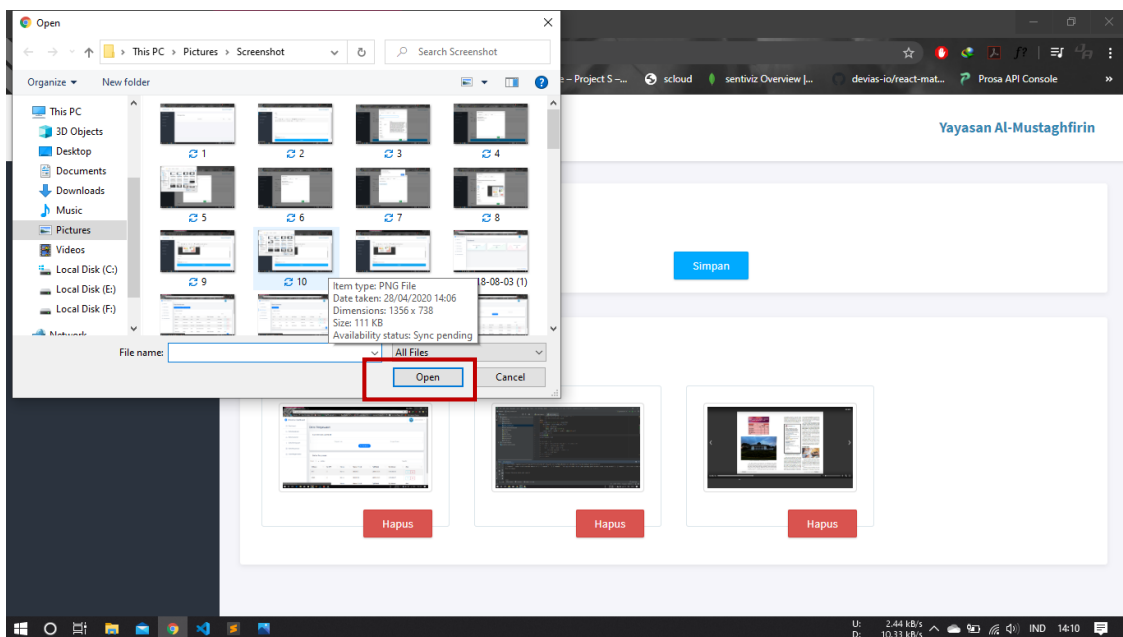 Open
This PC > Pictures > Screenshot
Search Screenshot
Organize
New folder
e – Project S –...
scloud
sentiviz Overview |...
devias-io/react-mat...
Prosa API Console
»
This PC
3D Objects
Desktop
Documents
Downloads
Music
Pictures
Videos
Local Disk (C:)
Local Disk (E:)
Local Disk (F:)
Network
1
2
3
4
5
6
7
8
9
10
18-08-03 (1)
Item type: PNG File
Date taken: 28/04/2020 14:06
Dimensions: 1356 x 738
Size: 111 KB
Availability status: Sync pending
File name:
All Files
Open
Cancel
Yayasan Al-Mustaghfirin
Simpan
Hapus
Hapus
Hapus
U: 2.44 kB/s
D: 10.33 kB/s
IND
14:10